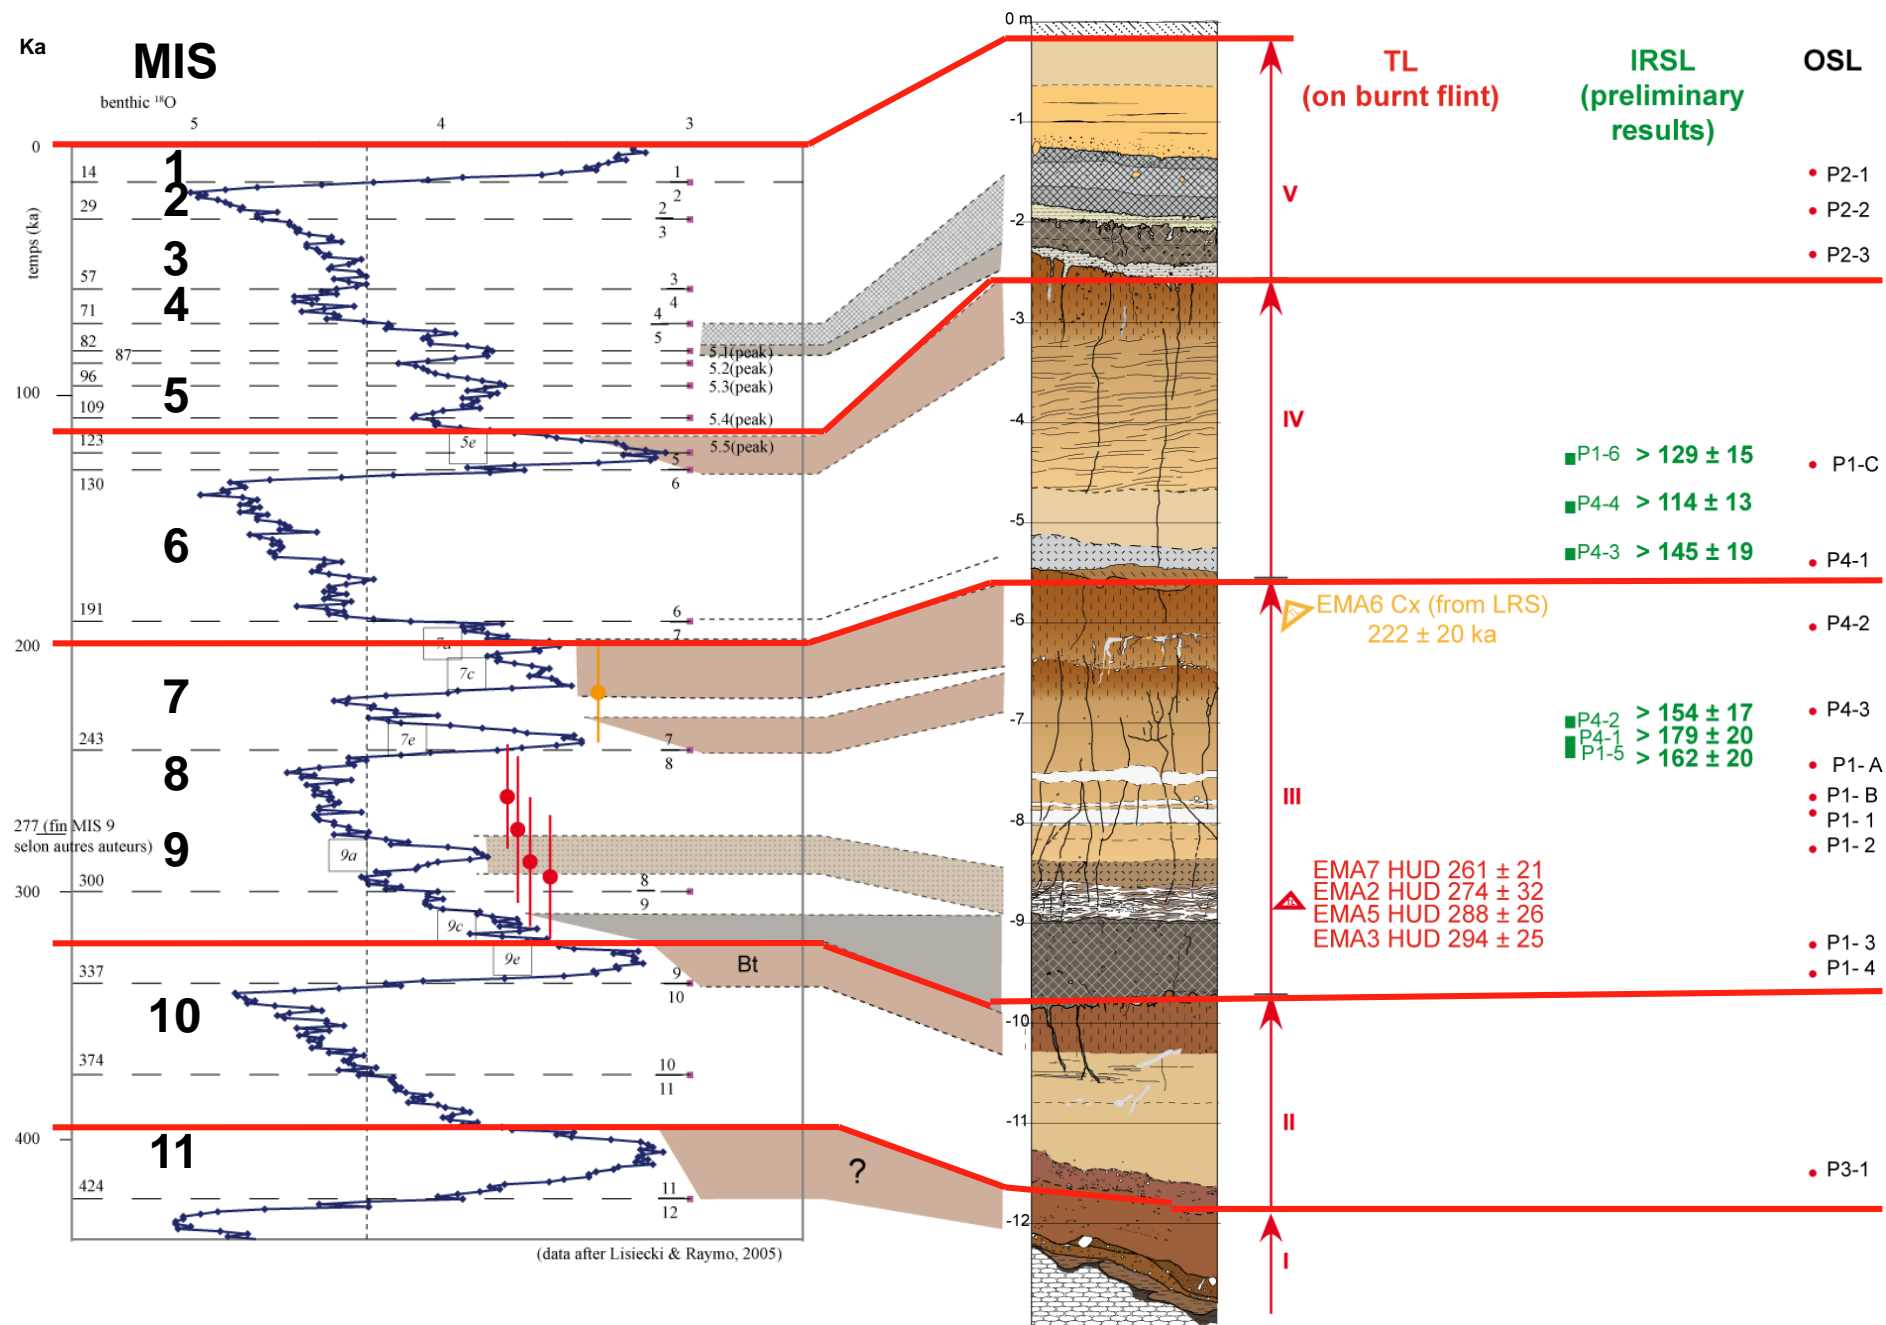 Ka
MIS
benthic ¹⁸O
5
4
3
temps (ka)
0
100
200
300
400
14
29
57
71
82
87
96
109
123
130
191
243
277 (fin MIS 9
selon autres auteurs)
300
337
374
424
1
2
3
4
5
6
7
8
9
10
11
5e
7a
7c
7e
9a
9c
9e
1
2
2
3
3
4
4
5
5.1(peak)
5.2(peak)
5.3(peak)
5.4(peak)
5.5(peak)
5
6
6
7
7
8
8
9
9
10
10
11
11
12
Bt
?
(data after Lisiecki & Raymo, 2005)
0 m
-1
-2
-3
-4
-5
-6
-7
-8
-9
-10
-11
-12
V
IV
III
II
I
TL
(on burnt flint)
EMA6 Cx (from LRS)
222 ± 20 ka
EMA7 HUD 261 ± 21
EMA2 HUD 274 ± 32
EMA5 HUD 288 ± 26
EMA3 HUD 294 ± 25
IRSL
(preliminary
results)
P1-6 > 129 ± 15
P4-4 > 114 ± 13
P4-3 > 145 ± 19
P4-2 > 154 ± 17
P4-1 > 179 ± 20
P1-5 > 162 ± 20
OSL
P2-1
P2-2
P2-3
P1-C
P4-1
P4-2
P4-3
P1- A
P1- B
P1- 1
P1- 2
P1- 3
P1- 4
P3-1